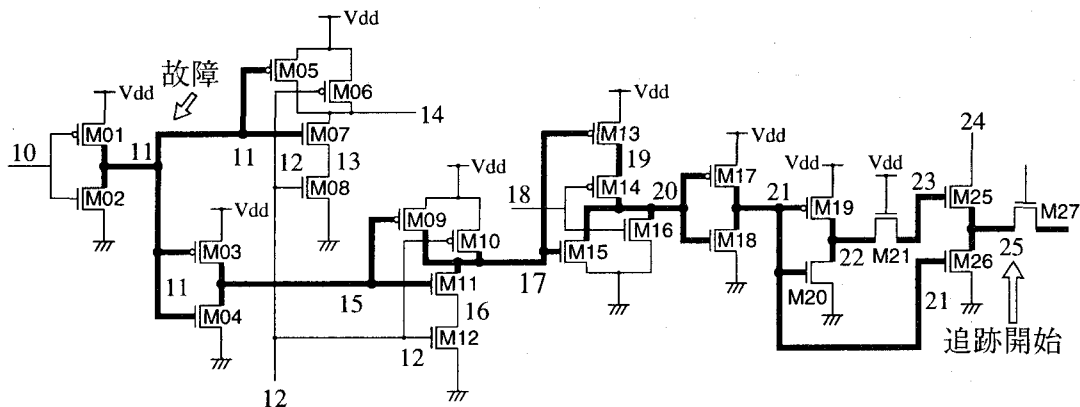 Vdd
M05
故障
M06
Vdd
M01
10
11
11
M07
12
13
14
M02
M08
Vdd
M03
11
M04
15
Vdd
M09
M10
M11
16
M12
12
12
17
Vdd
M13
19
18
M14
20
M15
M16
Vdd
M17
M18
21
Vdd
M19
Vdd
M20
22
M21
23
24
M25
M26
21
25
M27
追跡開始